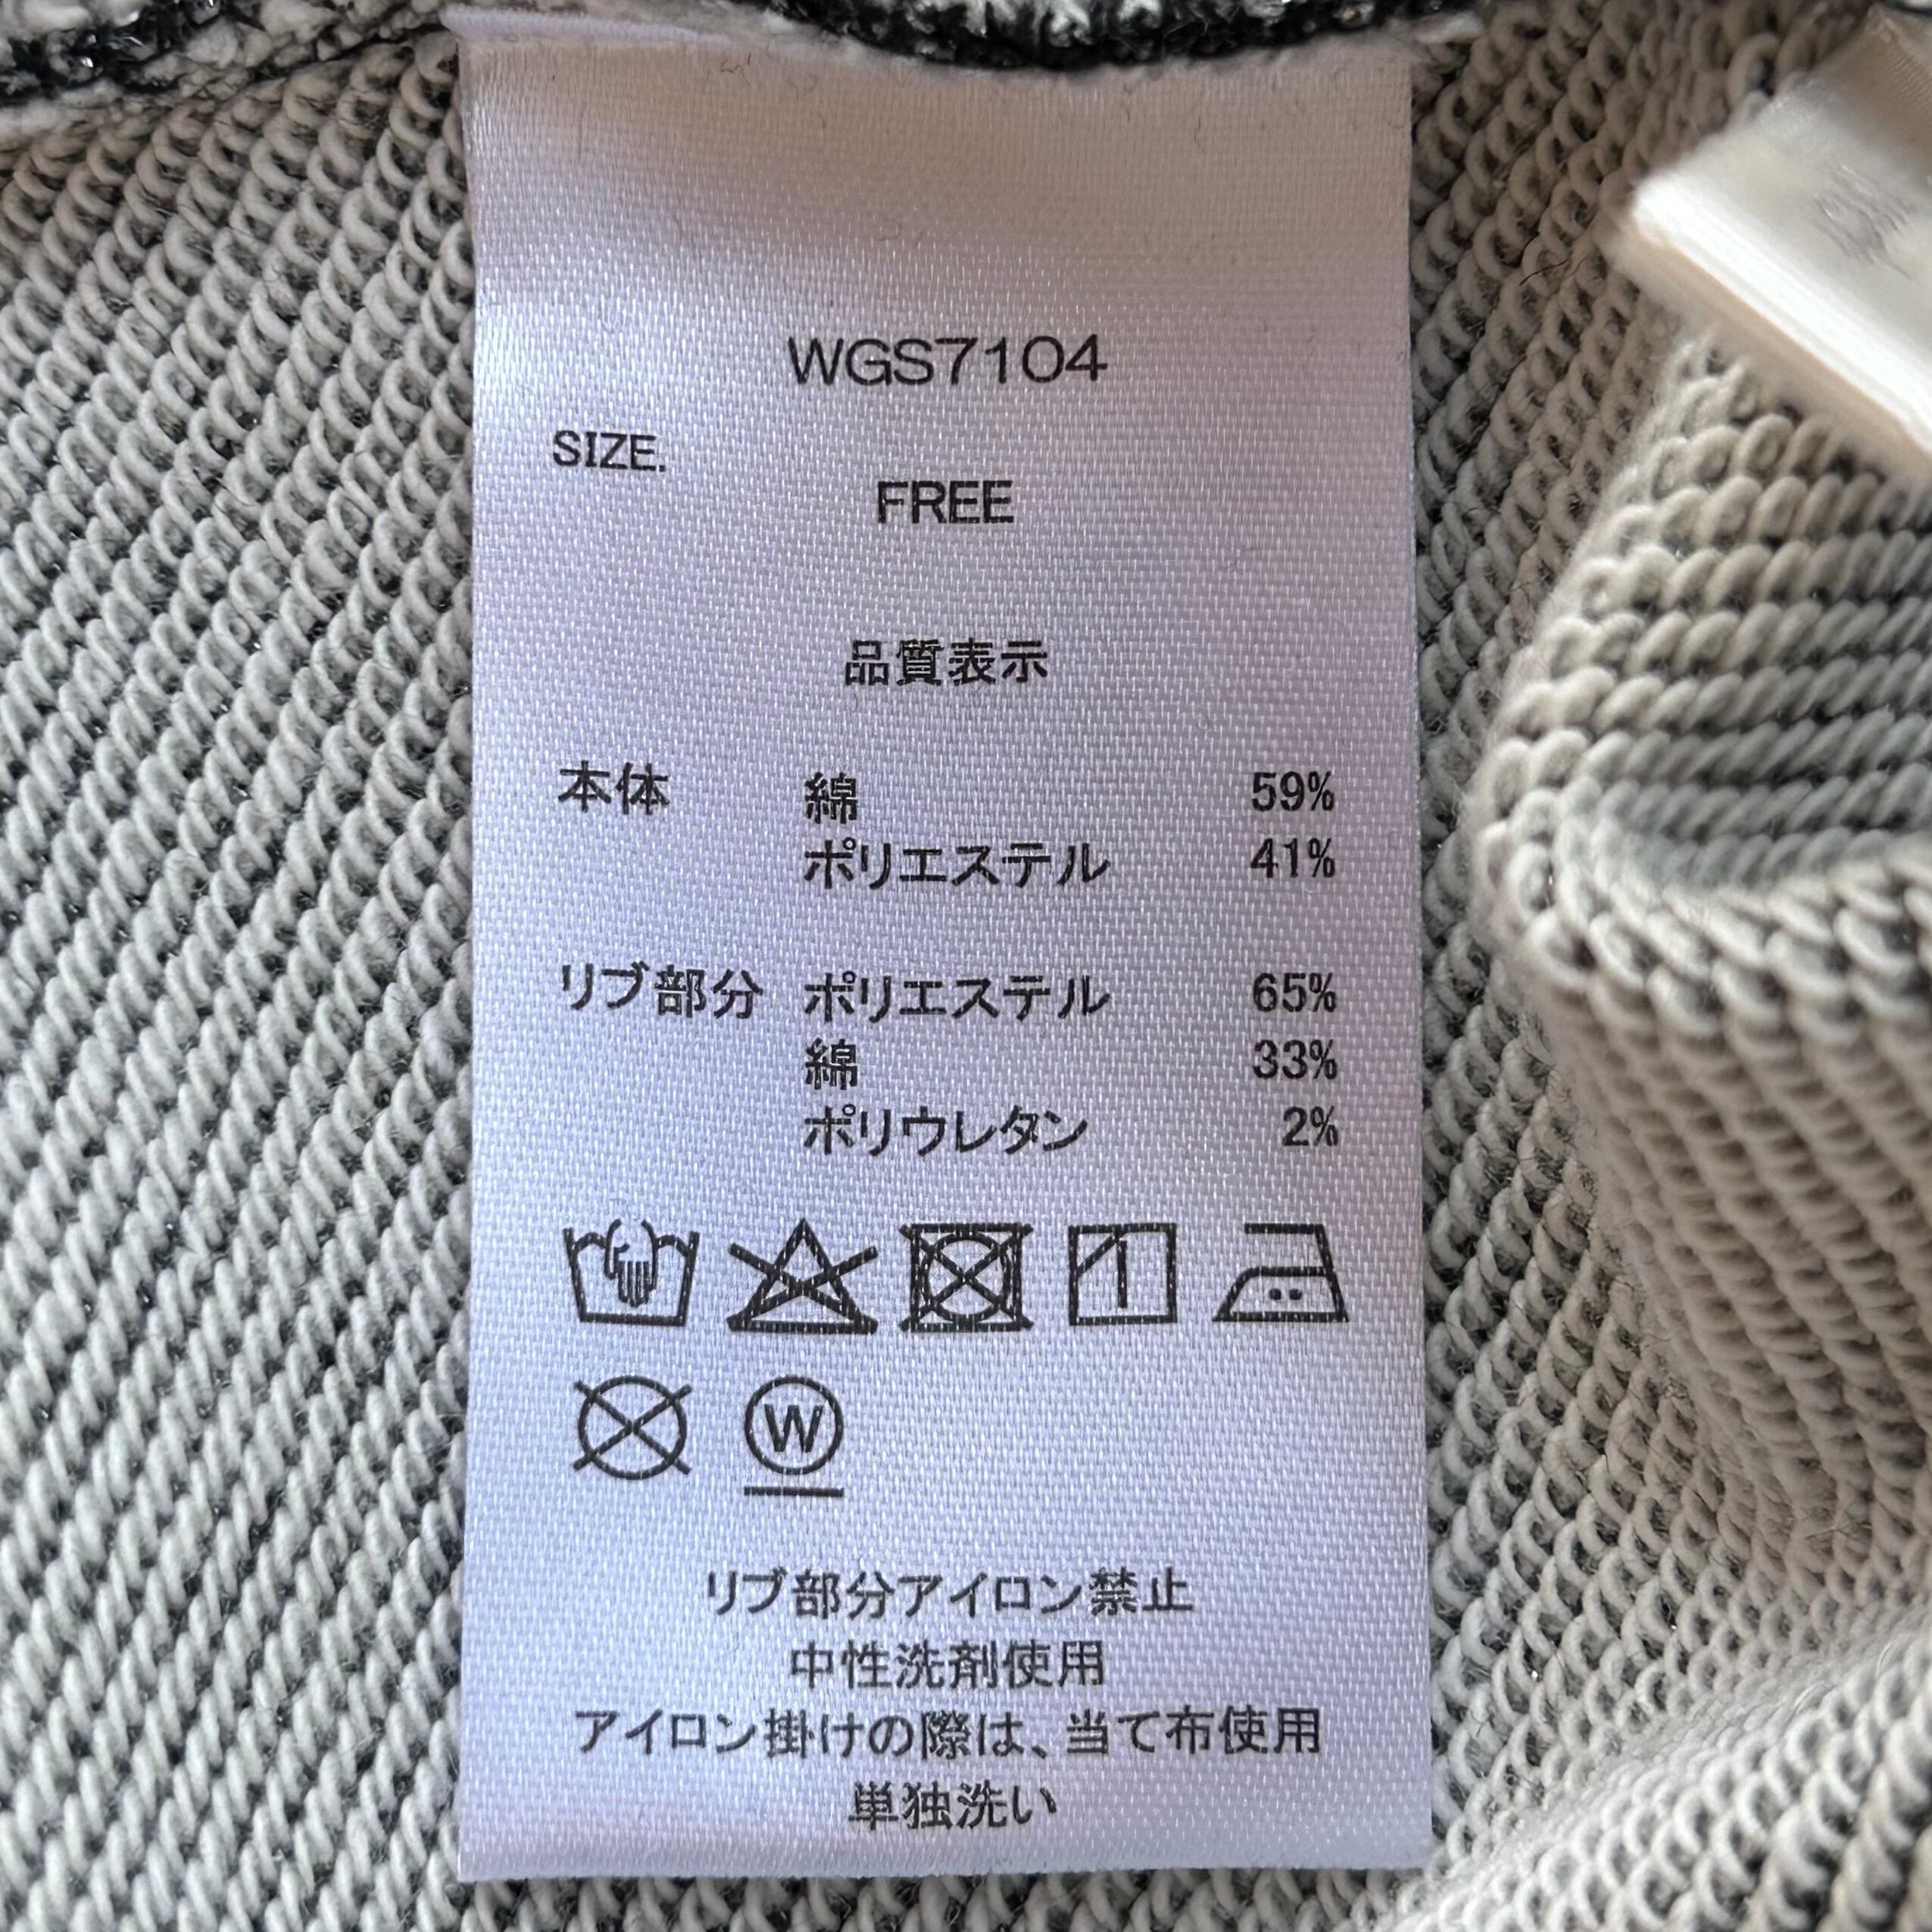 WGS7104
SIZE.
FREE
品質表示
本体 綿 59%
ポリエステル 41%
リブ部分 ポリエステル 65%
綿 33%
ポリウレタン 2%
W
リブ部分アイロン禁止
中性洗剤使用
アイロン掛けの際は、当て布使用
単独洗い